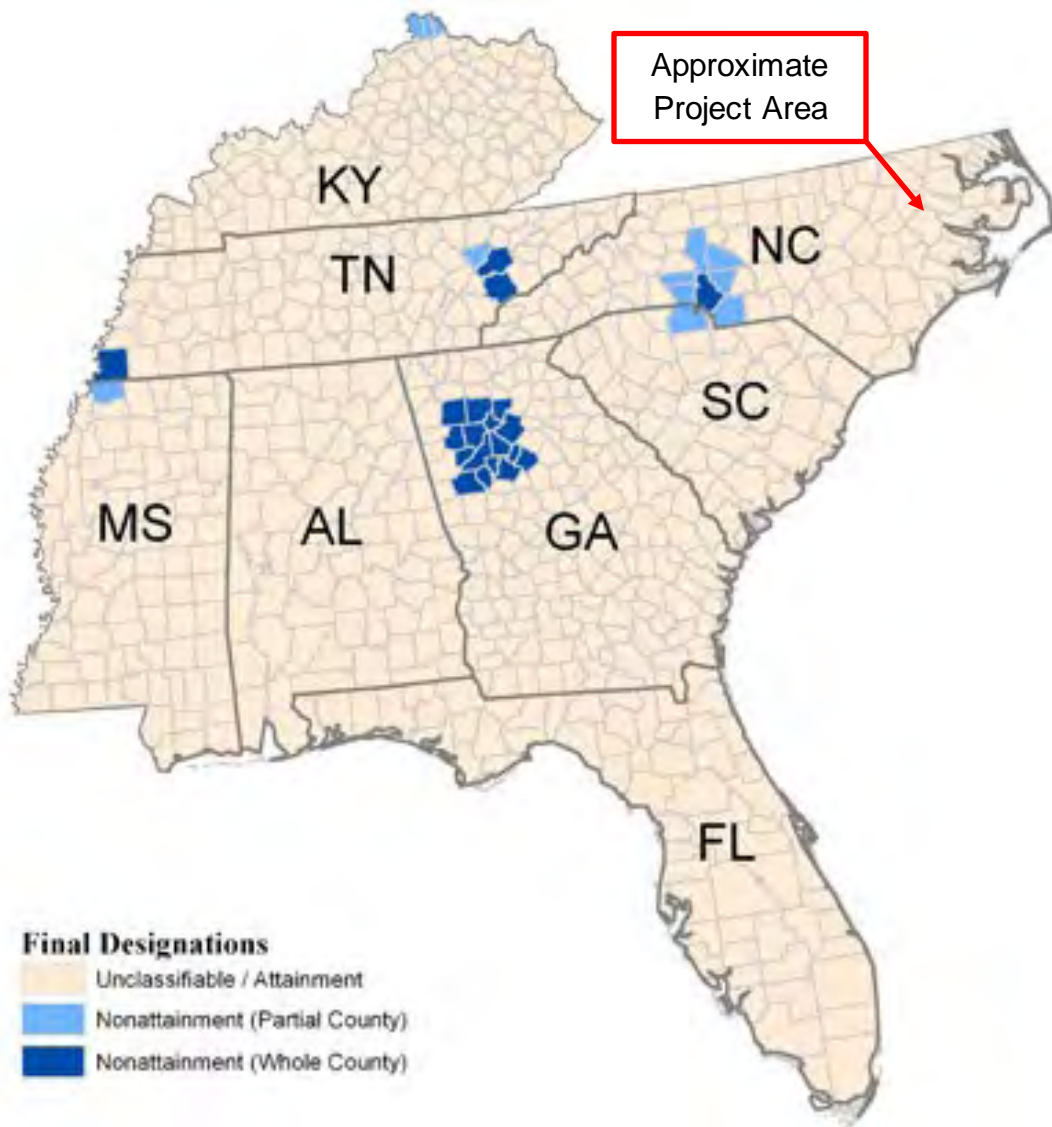 Approximate
Project Area
KY
TN
NC
SC
MS
AL
GA
FL
Final Designations
Unclassifiable / Attainment
Nonattainment (Partial County)
Nonattainment (Whole County)